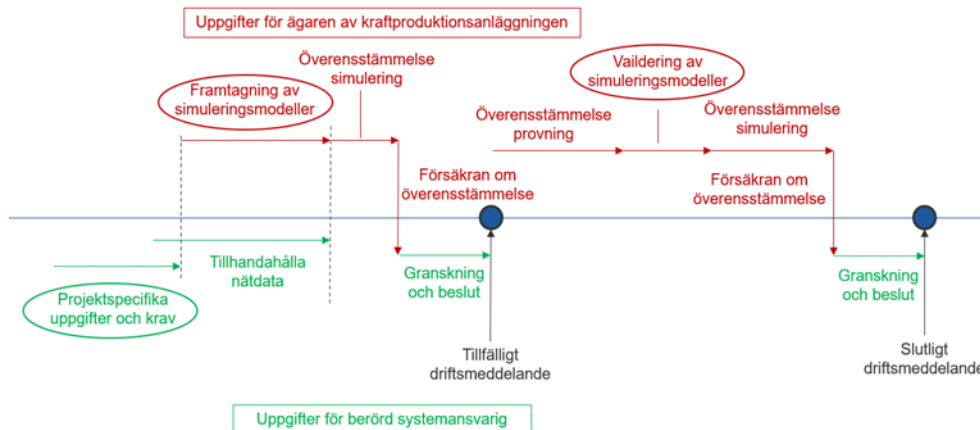 Uppgifter för ägaren av kraftproduktionsanläggningen
Överensstämmelse
simulering
Framtagning av
simuleringsmodeller
Vaildering av
simuleringsmodeller
Överensstämmelse
provning
Överensstämmelse
simulering
Försäkran om
överensstämmelse
Försäkran om
överensstämmelse
Tillhandahålla
nätdata
Projektspecifika
uppgifter och krav
Granskning
och beslut
Granskning
och beslut
Tillfälligt
driftsmeddelande
Slutligt
driftsmeddelande
Uppgifter för berörd systemansvarig